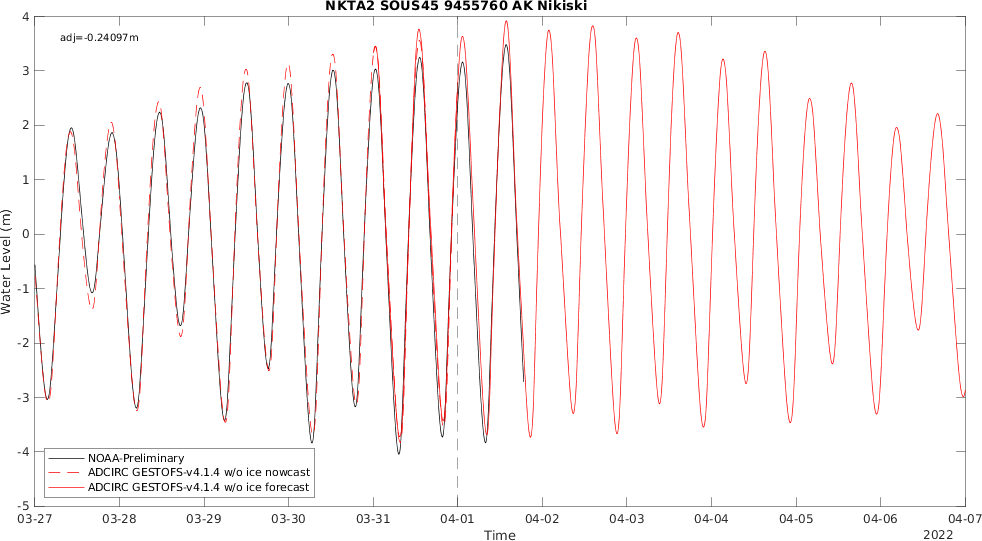 NKTA2 SOUS45 9455760 AK Nikiski
adj=-0.24097m
4
3
2
1
0
-1
-2
-3
-4
-5
Water Level (m)
NOAA-Preliminary
ADCIRC GESTOFS-v4.1.4 w/o ice nowcast
ADCIRC GESTOFS-v4.1.4 w/o ice forecast
03-27 03-28 03-29 03-30 03-31 04-01 04-02 04-03 04-04 04-05 04-06 04-07
Time
2022